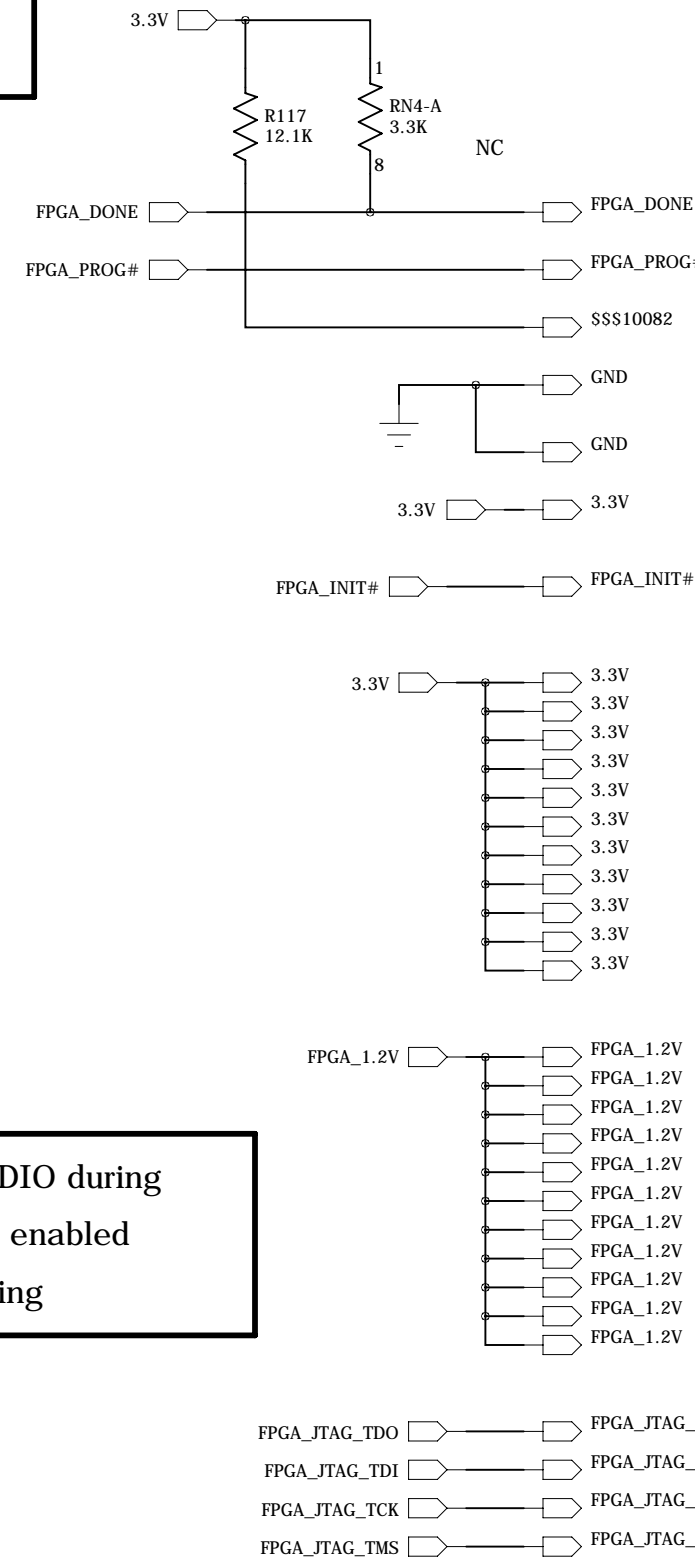 3.3V
1
R117
12.1K
RN4-A
3.3K
NC
8
FPGA_DONE
FPGA_DONE
FPGA_PROG#
FPGA_PROG#
$$$10082
GND
GND
3.3V
3.3V
FPGA_INIT#
FPGA_INIT#
3.3V
3.3V
3.3V
3.3V
3.3V
3.3V
3.3V
3.3V
3.3V
3.3V
3.3V
3.3V
FPGA_1.2V
FPGA_1.2V
FPGA_1.2V
FPGA_1.2V
FPGA_1.2V
FPGA_1.2V
FPGA_1.2V
FPGA_1.2V
FPGA_1.2V
FPGA_1.2V
FPGA_1.2V
FPGA_1.2V
DIO during
enabled
ing
FPGA_JTAG_TDO
FPGA_JTAG_
FPGA_JTAG_TDI
FPGA_JTAG_
FPGA_JTAG_TCK
FPGA_JTAG_
FPGA_JTAG_TMS
FPGA_JTAG_